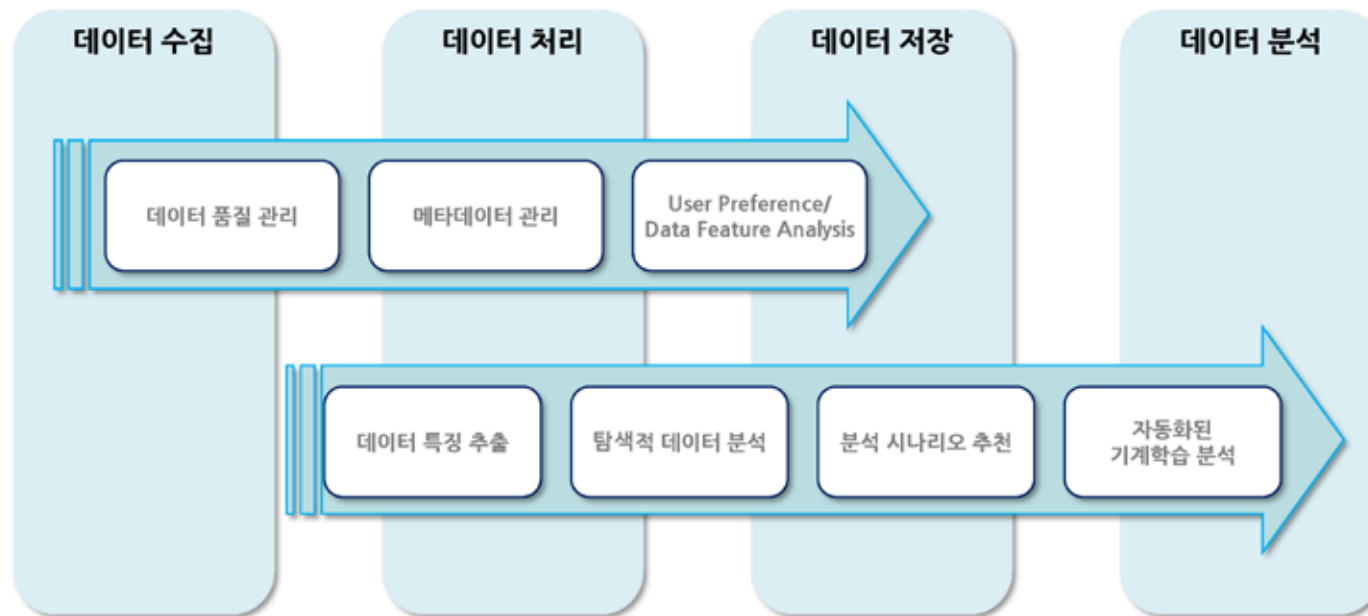 데이터 수집
데이터 처리
데이터 저장
데이터 분석
데이터 품질 관리
메타데이터 관리
User Preference/
Data Feature Analysis
데이터 특징 추출
탐색적 데이터 분석
분석 시나리오 추천
자동화된
기계학습 분석